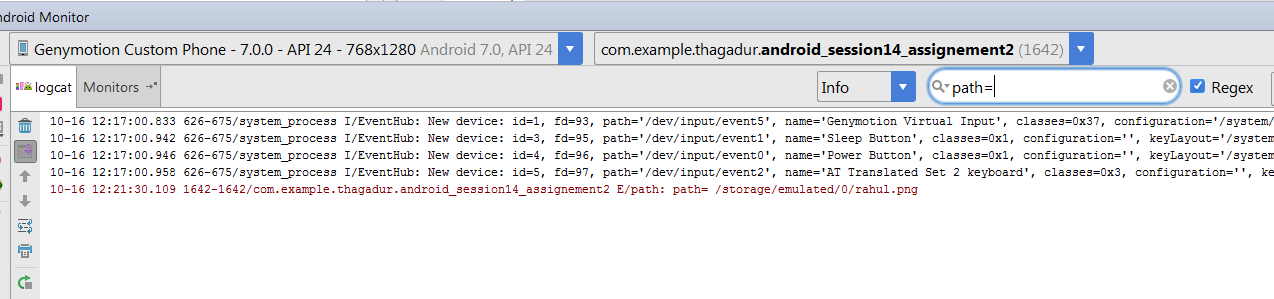 ndroid Monitor
Genymotion Custom Phone - 7.0.0 - API 24 - 768x1280 Android 7.0, API 24
com.example.thagadur.android_session14_assignement2 (1642)
logcat
Monitors
Info
path=
Regex
10-16 12:17:00.833 626-675/system_process I/EventHub: New device: id=1, fd=93, path='/dev/input/event5', name='Genymotion Virtual Input', classes=0x37, configuration='/system/
10-16 12:17:00.942 626-675/system_process I/EventHub: New device: id=3, fd=95, path='/dev/input/event1', name='Sleep Button', classes=0x1, configuration='', keyLayout='/system
10-16 12:17:00.946 626-675/system_process I/EventHub: New device: id=4, fd=96, path='/dev/input/event0', name='Power Button', classes=0x1, configuration='', keyLayout='/system
10-16 12:17:00.958 626-675/system_process I/EventHub: New device: id=5, fd=97, path='/dev/input/event2', name='AT Translated Set 2 keyboard', classes=0x3, configuration='', ke
10-16 12:21:30.109 1642-1642/com.example.thagadur.android_session14_assignement2 E/path: path= /storage/emulated/0/rahul.png